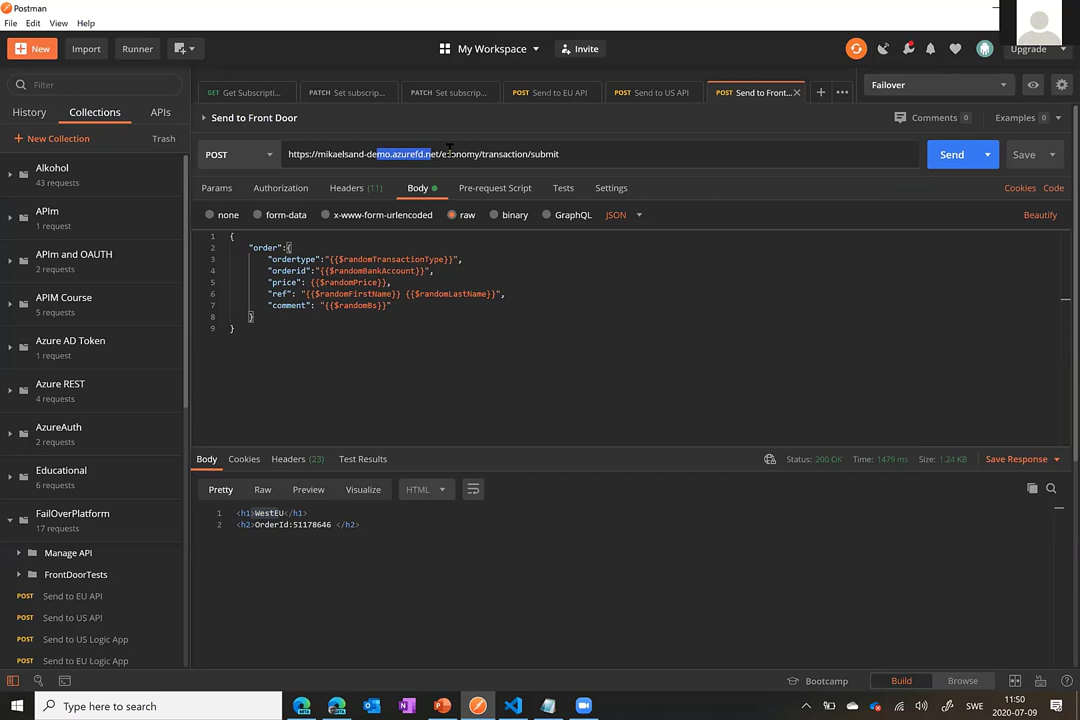 Postman
File Edit View Help
New Import Runner My Workspace Invite Upgrade
Filter
History Collections APIs
New Collection Trash
Alkohol
43 requests
APIm
1 request
APIm and OAUTH
2 requests
APIM Course
5 requests
Azure AD Token
1 request
Azure REST
4 requests
AzureAuth
2 requests
Educational
6 requests
FailOverPlatform
17 requests
Manage API
FrontDoorTests
POST Send to EU API
POST Send to US API
POST Send to US Logic App
POST Send to EU Logic App
GET Get Subscripti... PATCH Set subscrip... PATCH Set subscrip... POST Send to EU API POST Send to US API POST Send to Front... Failover
Send to Front Door Comments 0 Examples 0
POST https://mikaelsand-demo.azurefd.net/economy/transaction/submit Send Save
Params Authorization Headers (11) Body Pre-request Script Tests Settings Cookies Code
none form-data x-www-form-urlencoded raw binary GraphQL JSON Beautify
1 {
2 "order":{
3 "ordertype":"{{$randomTransactionType}}",
4 "orderid":"{{$randomBankAccount}}",
5 "price": {{$randomPrice}},
6 "ref": "{{$randomFirstName}} {{$randomLastName}}",
7 "comment": "{{$randomBs}}"
8 }
9 }
Body Cookies Headers (23) Test Results Status: 200 OK Time: 1479 ms Size: 1.24 KB Save Response
Pretty Raw Preview Visualize HTML
1 <h1>WestEU</h1>
2 <h2>OrderId:51178646 </h2>
Bootcamp Build Browse
Type here to search SWE 11:50
2020-07-09